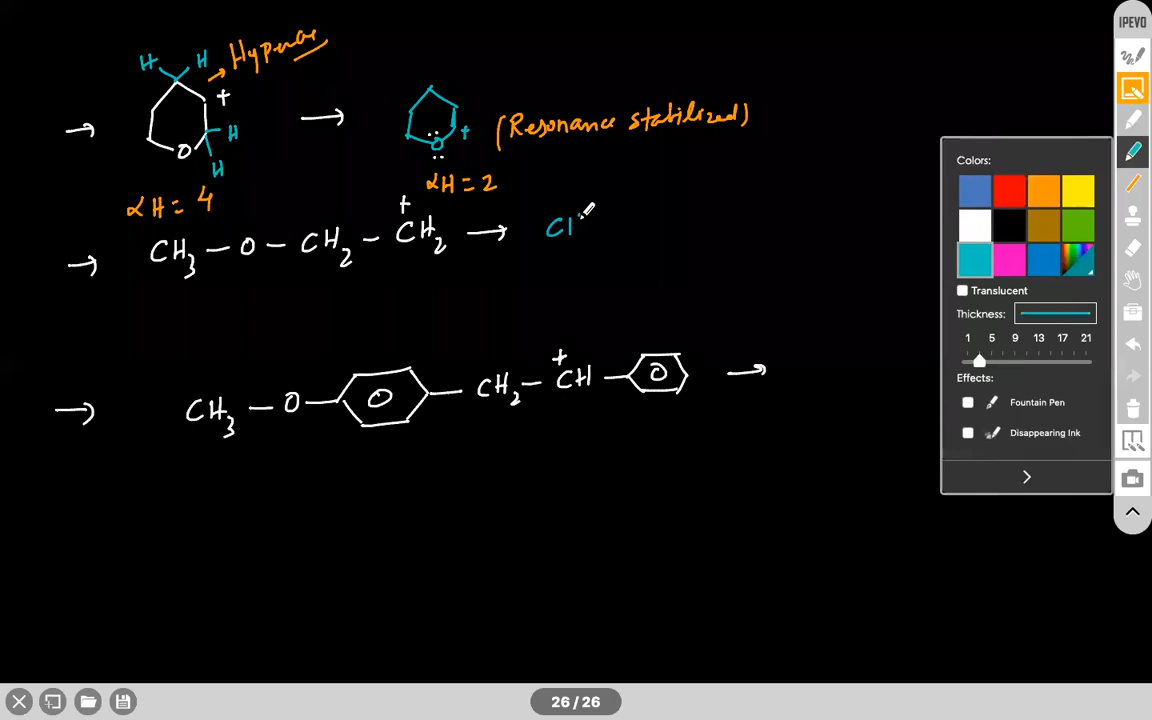 H H → Hyperco
+
→ H → (Resonance stabilized)
O H O +
αH = 4 αH = 2
→ CH3 — O — CH2 — CH2 + → Cl
→ CH3 — O — CH2 — CH + — →
IPEVO
Colors:
Translucent
Thickness:
1 5 9 13 17 21
Effects:
Fountain Pen
Disappearing Ink
26 / 26